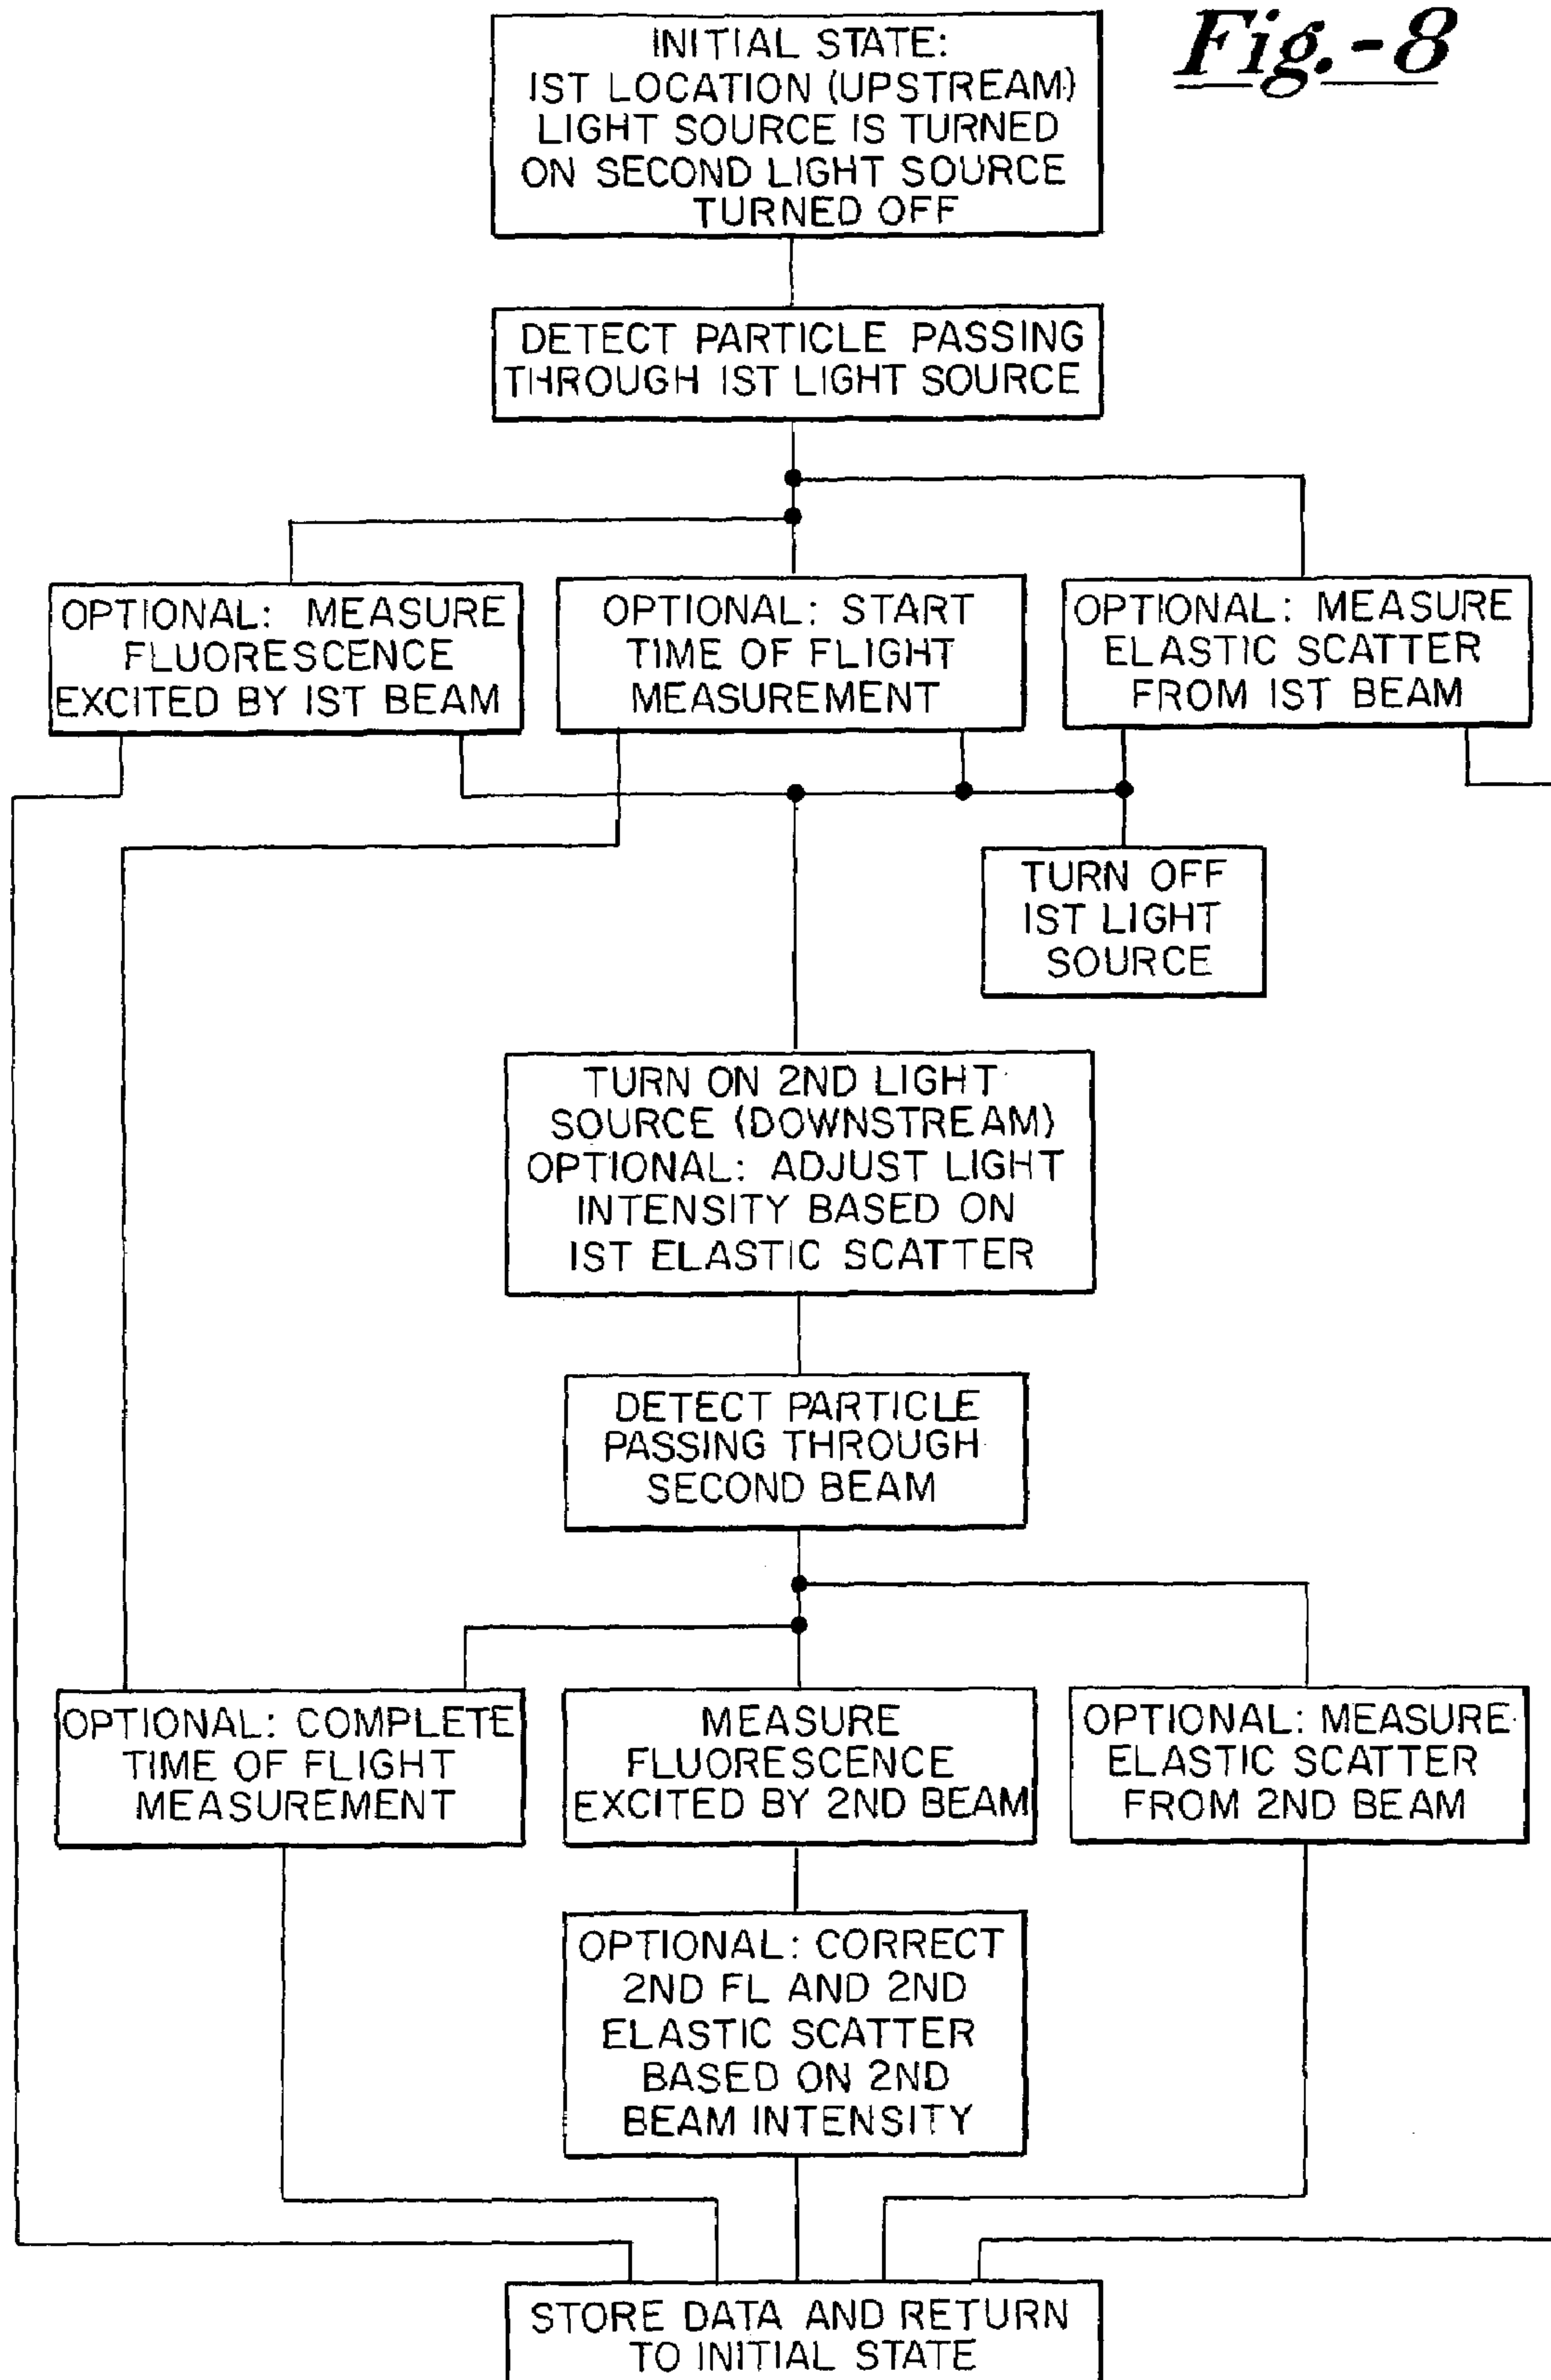 Fig.-8
INITIAL STATE:
1ST LOCATION (UPSTREAM)
LIGHT SOURCE IS TURNED
ON SECOND LIGHT SOURCE
TURNED OFF
DETECT PARTICLE PASSING
THROUGH 1ST LIGHT SOURCE
OPTIONAL: MEASURE
FLUORESCENCE
EXCITED BY 1ST BEAM
OPTIONAL: START
TIME OF FLIGHT
MEASUREMENT
OPTIONAL: MEASURE
ELASTIC SCATTER
FROM 1ST BEAM
TURN OFF
1ST LIGHT
SOURCE
TURN ON 2ND LIGHT
SOURCE (DOWNSTREAM)
OPTIONAL: ADJUST LIGHT
INTENSITY BASED ON
1ST ELASTIC SCATTER
DETECT PARTICLE
PASSING THROUGH
SECOND BEAM
OPTIONAL: COMPLETE
TIME OF FLIGHT
MEASUREMENT
MEASURE
FLUORESCENCE
EXCITED BY 2ND BEAM
OPTIONAL: MEASURE
ELASTIC SCATTER
FROM 2ND BEAM
OPTIONAL: CORRECT
2ND FL AND 2ND
ELASTIC SCATTER
BASED ON 2ND
BEAM INTENSITY
STORE DATA AND RETURN
TO INITIAL STATE